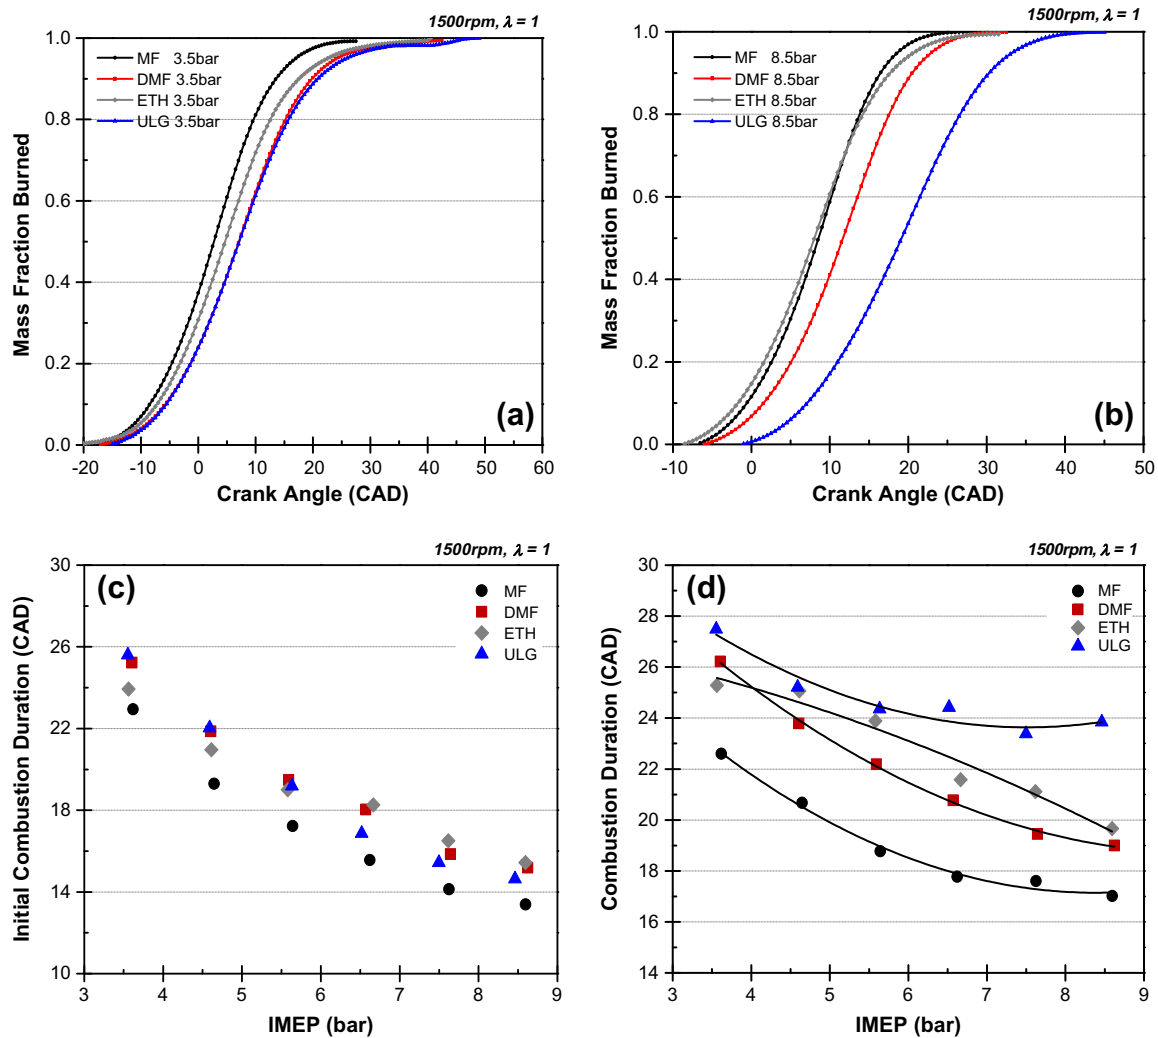 1500rpm, λ = 1
1.0
0.8
0.6
0.4
0.2
0.0
Mass Fraction Burned
MF 3.5bar
DMF 3.5bar
ETH 3.5bar
ULG 3.5bar
(a)
-20 -10 0 10 20 30 40 50 60
Crank Angle (CAD)
1500rpm, λ = 1
1.0
0.8
0.6
0.4
0.2
0.0
Mass Fraction Burned
MF 8.5bar
DMF 8.5bar
ETH 8.5bar
ULG 8.5bar
(b)
-10 0 10 20 30 40 50
Crank Angle (CAD)
1500rpm, λ = 1
30
26
22
18
14
10
Initial Combustion Duration (CAD)
(c)
MF
DMF
ETH
ULG
3 4 5 6 7 8 9
IMEP (bar)
1500rpm, λ = 1
30
28
26
24
22
20
18
16
14
Combustion Duration (CAD)
(d)
MF
DMF
ETH
ULG
3 4 5 6 7 8 9
IMEP (bar)